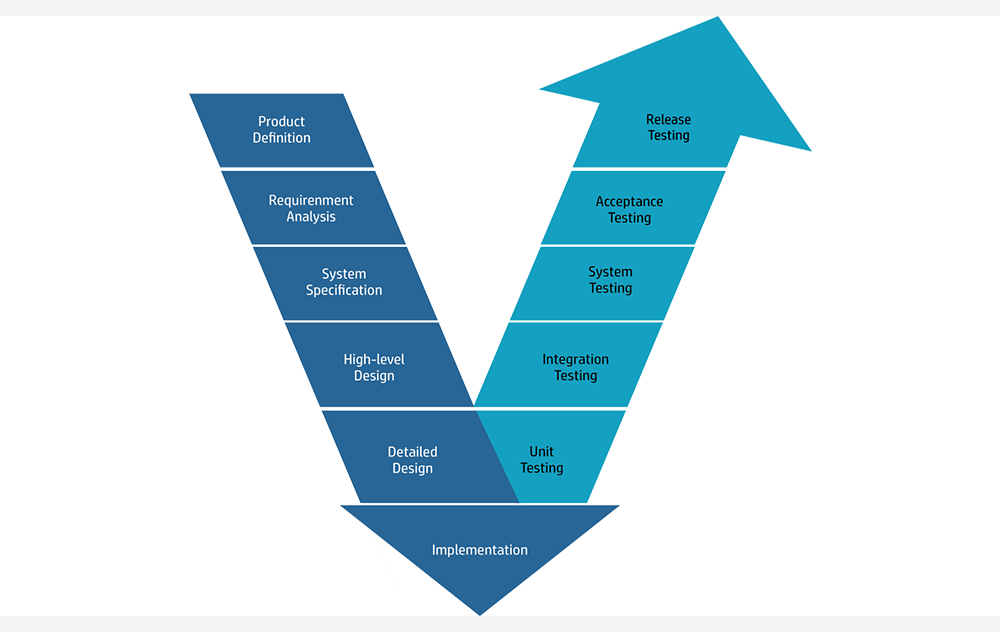 Product
Definition
Requirenment
Analysis
System
Specification
High-level
Design
Detailed
Design
Implementation
Unit
Testing
Integration
Testing
System
Testing
Acceptance
Testing
Release
Testing